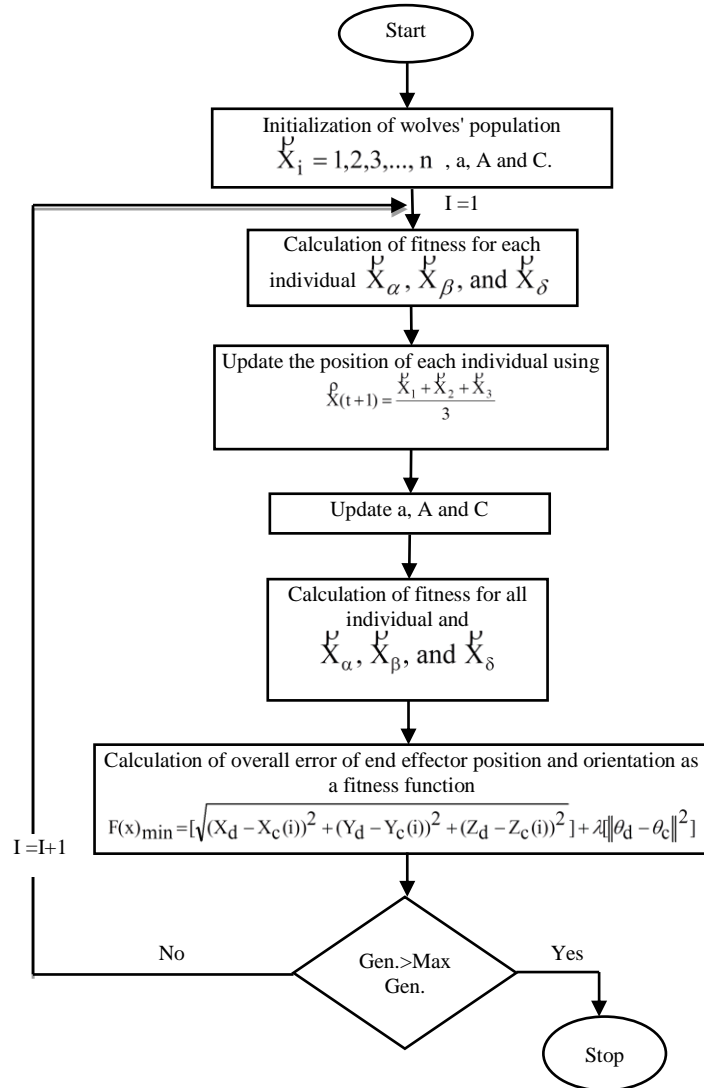 Start
Initialization of wolves' population
X_i = 1,2,3,..., n , a, A and C.
I =1
Calculation of fitness for each
individual X_α, X_β, and X_δ
Update the position of each individual using
X(t+1) = (X_1 + X_2 + X_3) / 3
Update a, A and C
Calculation of fitness for all
individual and
X_α, X_β, and X_δ
Calculation of overall error of end effector position and orientation as
a fitness function
F(x)_min =[√((X_d − X_c(i))² + (Y_d − Y_c(i))² + (Z_d − Z_c(i))²) ] + λ[‖θ_d − θ_c‖²]
I =I+1
No
Gen.>Max
Gen.
Yes
Stop